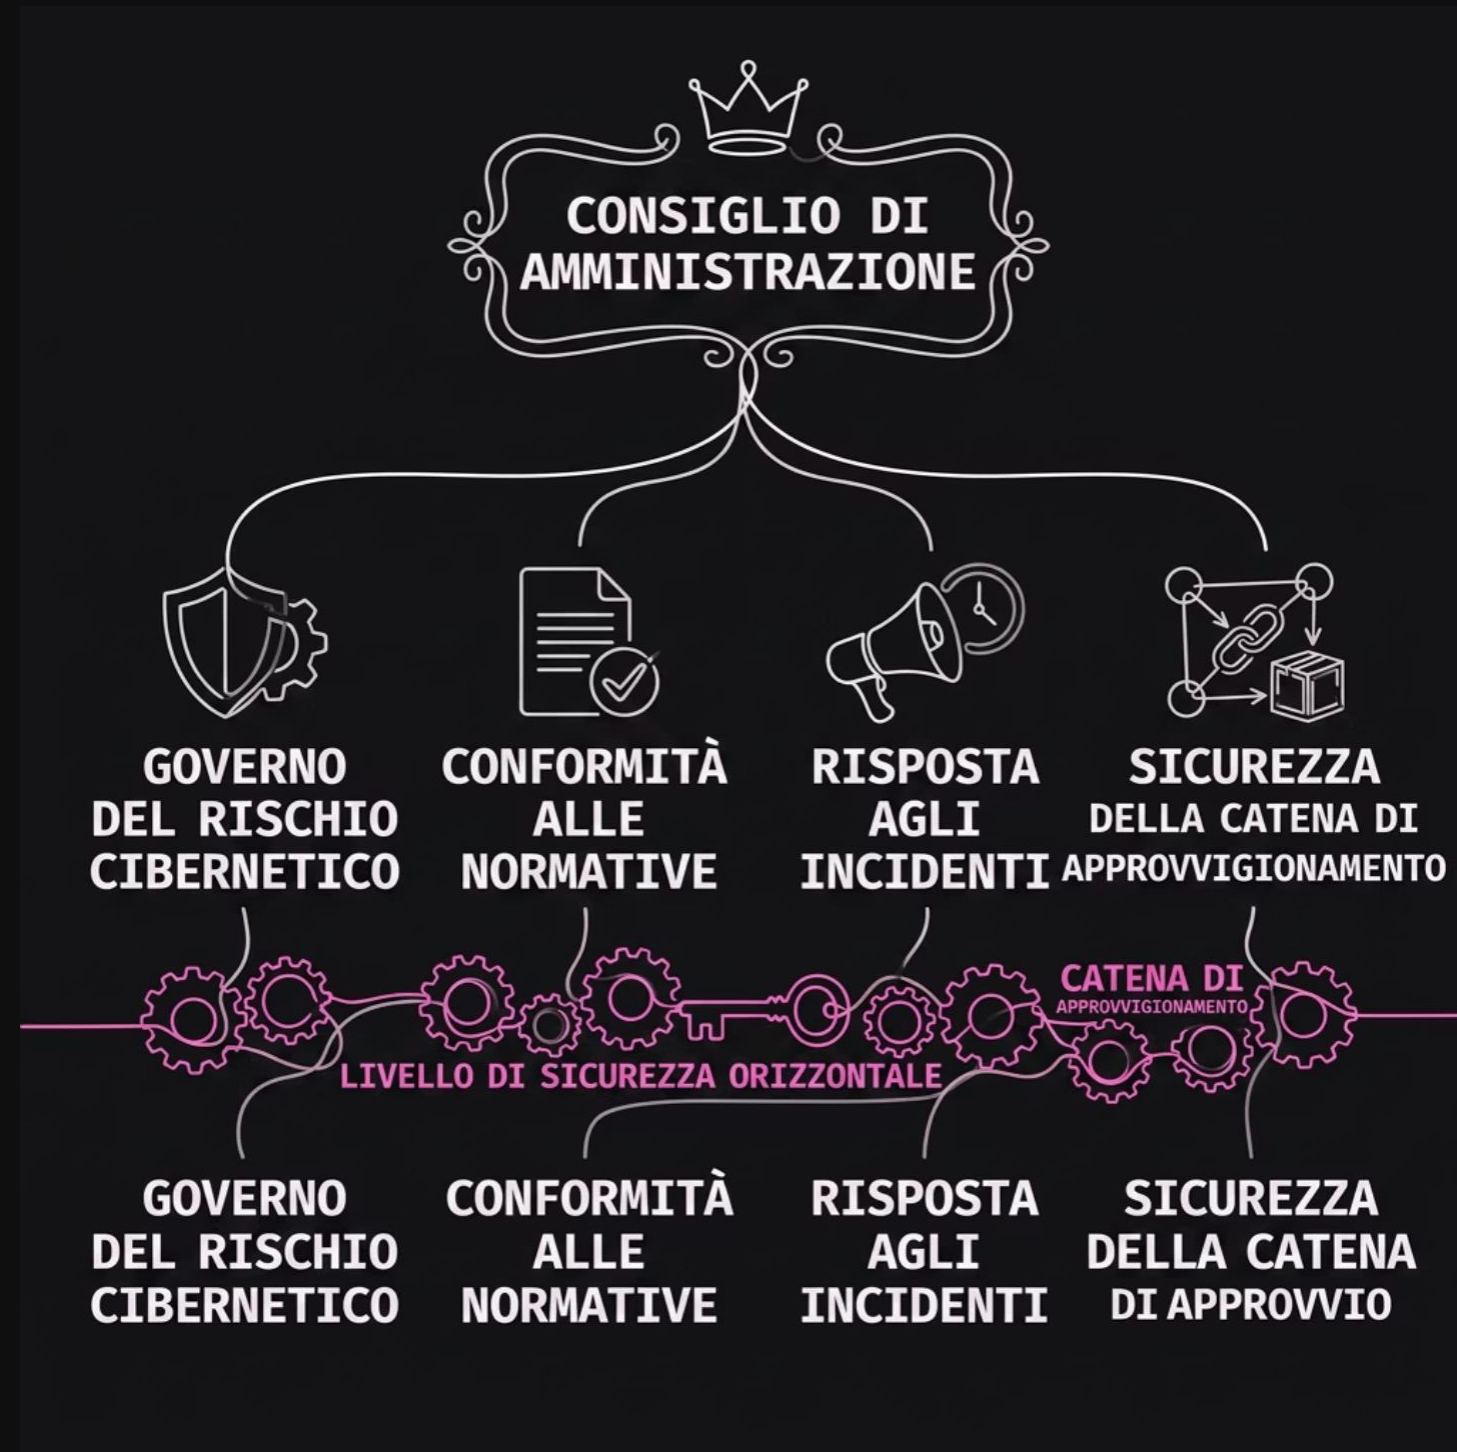 CONSIGLIO DI
AMMINISTRAZIONE
GOVERNO
DEL RISCHIO
CIBERNETICO
CONFORMITÀ
ALLE
NORMATIVE
RISPOSTA
AGLI
INCIDENTI
SICUREZZA
DELLA CATENA DI
APPROVVIGIONAMENTO
CATENA DI
APPROVVIGIONAMENTO
LIVELLO DI SICUREZZA ORIZZONTALE
GOVERNO
DEL RISCHIO
CIBERNETICO
CONFORMITÀ
ALLE
NORMATIVE
RISPOSTA
AGLI
INCIDENTI
SICUREZZA
DELLA CATENA
DI APPROVVIO